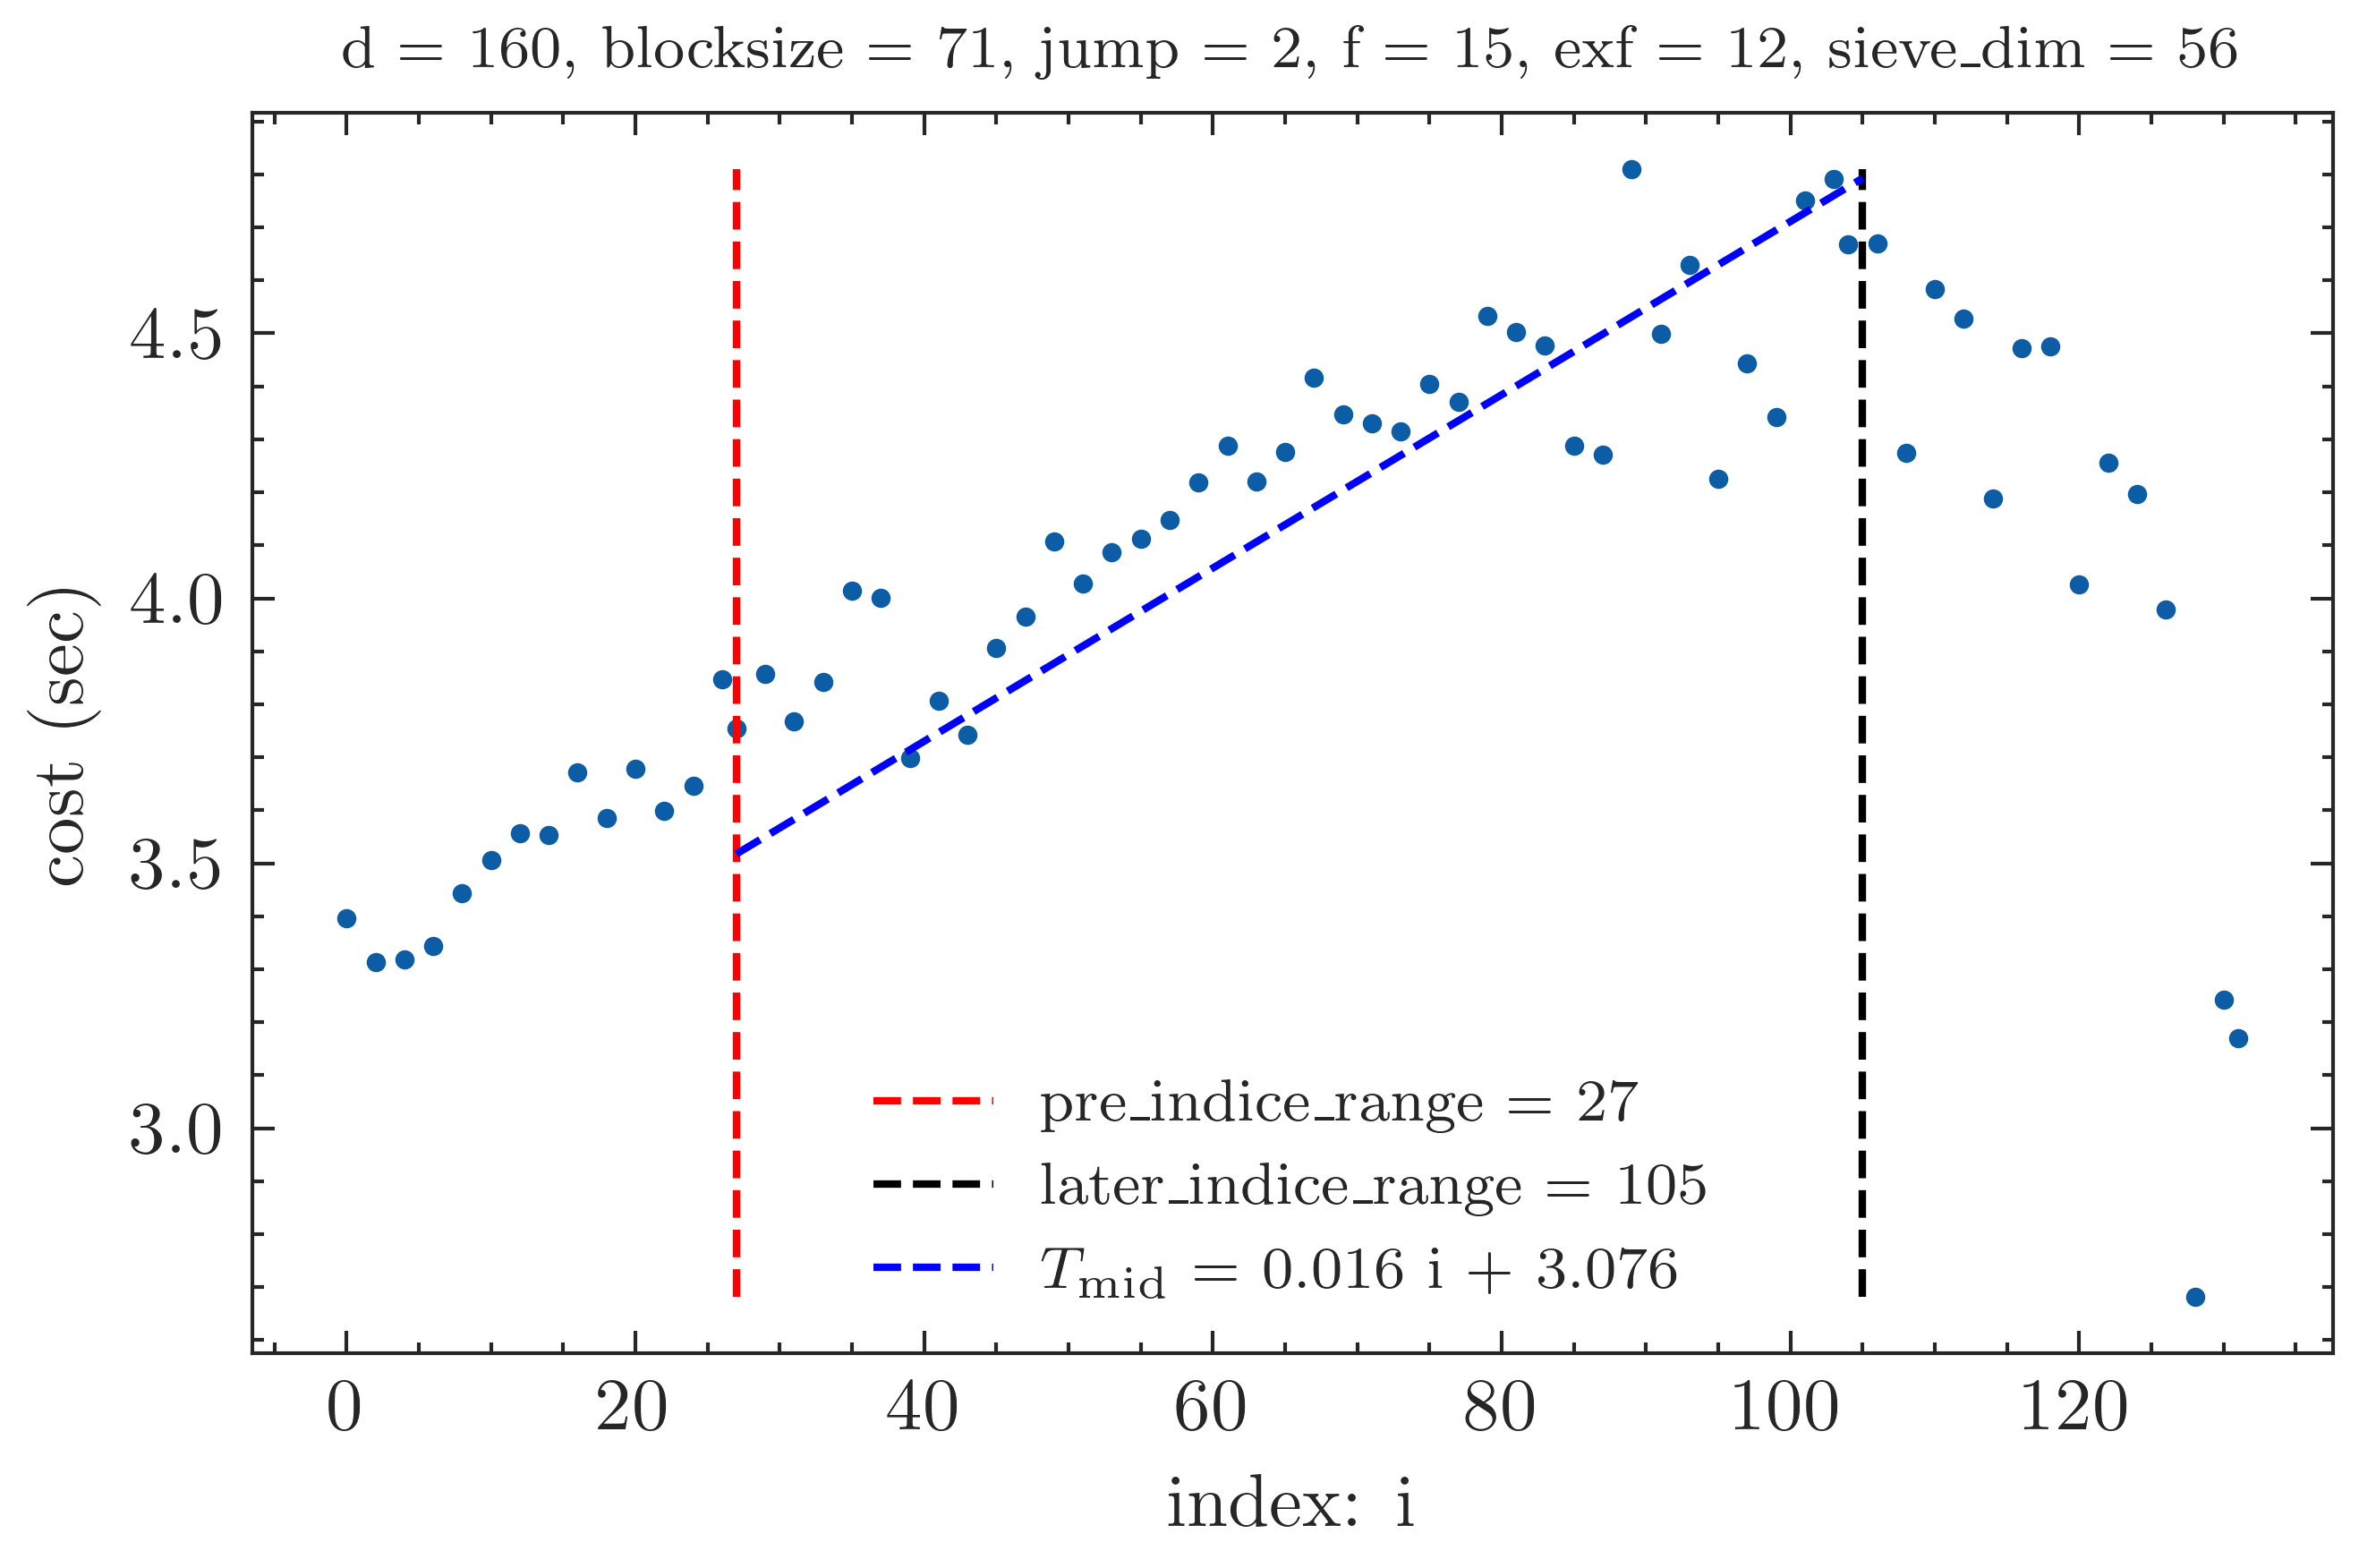 d = 160, blocksize = 71, jump = 2, f = 15, exf = 12, sieve_dim = 56
cost (sec)
4.5
4.0
3.5
3.0
pre_indice_range = 27
later_indice_range = 105
T_mid = 0.016 i + 3.076
0 20 40 60 80 100 120
index: i